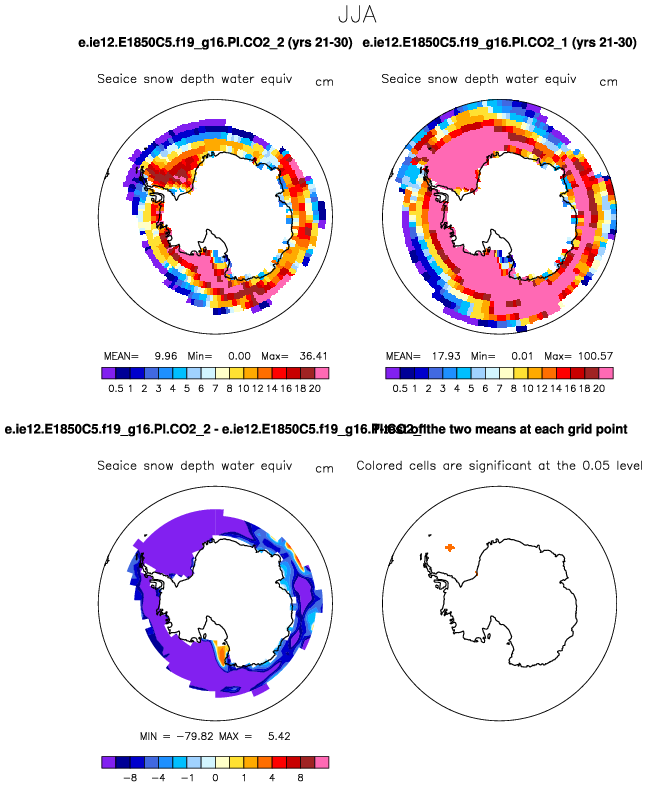 JJA
e.ie12.E1850C5.f19_g16.PI.CO2_2 (yrs 21-30) e.ie12.E1850C5.f19_g16.PI.CO2_1 (yrs 21-30)
Seaice snow depth water equiv cm Seaice snow depth water equiv cm
MEAN= 9.96 Min= 0.00 Max= 36.41 MEAN= 17.93 Min= 0.01 Max= 100.57
0.5 1 2 3 4 5 6 7 8 10 12 14 16 18 20 0.5 1 2 3 4 5 6 7 8 10 12 14 16 18 20
e.ie12.E1850C5.f19_g16.PI.CO2_2 - e.ie12.E1850C5.f19_g16.PI.CO2_1 T-test of the two means at each grid point
Seaice snow depth water equiv cm Colored cells are significant at the 0.05 level
MIN = -79.82 MAX = 5.42
-8 -4 -1 0 1 4 8